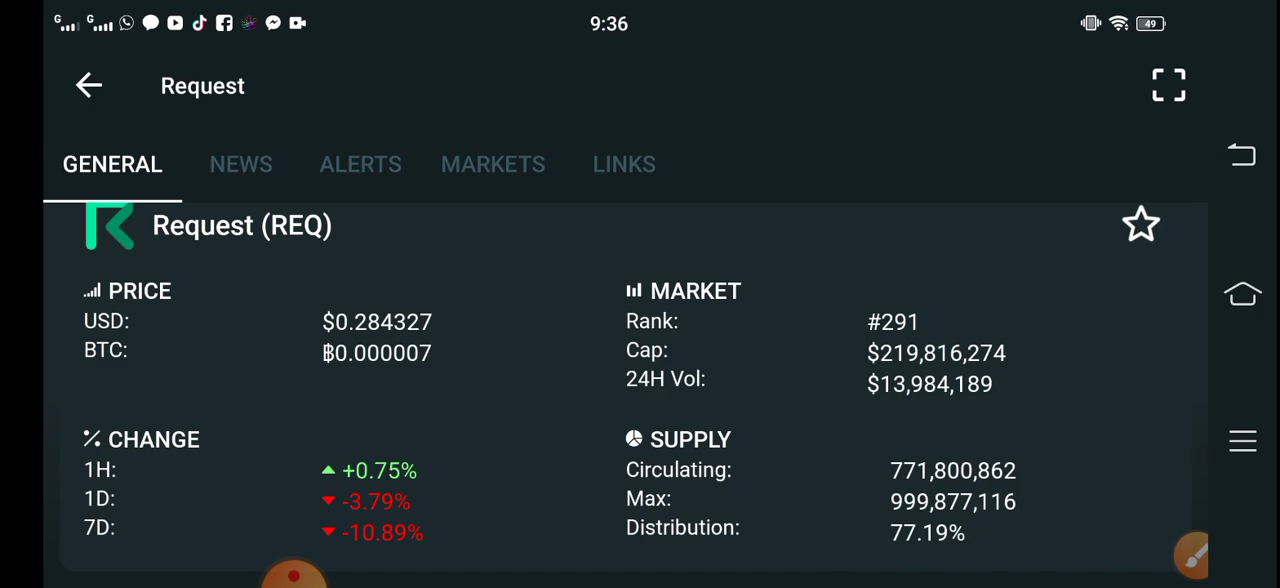 9:36
49
Request
GENERAL NEWS ALERTS MARKETS LINKS
Request (REQ)
PRICE
USD: $0.284327
BTC: ฿0.000007
MARKET
Rank: #291
Cap: $219,816,274
24H Vol: $13,984,189
CHANGE
1H: +0.75%
1D: -3.79%
7D: -10.89%
SUPPLY
Circulating: 771,800,862
Max: 999,877,116
Distribution: 77.19%